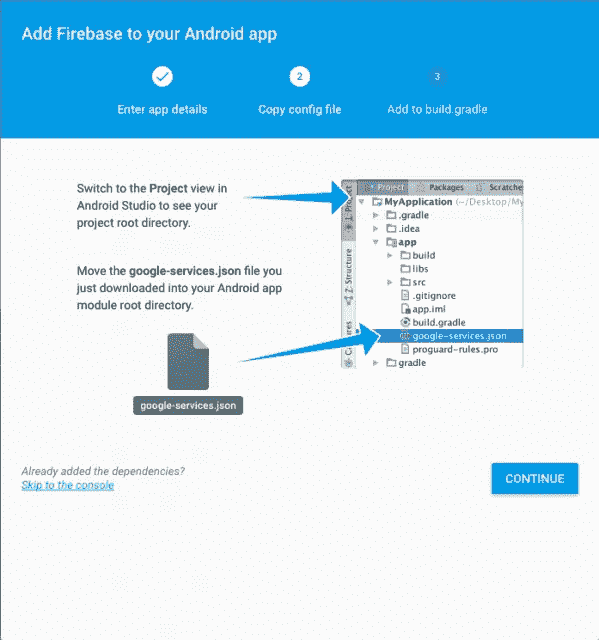 Add Firebase to your Android app
2
3
Enter app details
Copy config file
Add to build.gradle
Switch to the Project view in
Android Studio to see your
project root directory.
Move the google-services.json file you
just downloaded into your Android app
module root directory.
google-services.json
1: Project
Z: Structure
Captures
Project
Packages
Scratches
MyApplication (~/Desktop/My
.gradle
.idea
app
build
libs
src
.gitignore
app.iml
build.gradle
google-services.json
proguard-rules.pro
gradle
Already added the dependencies?
Skip to the console
CONTINUE